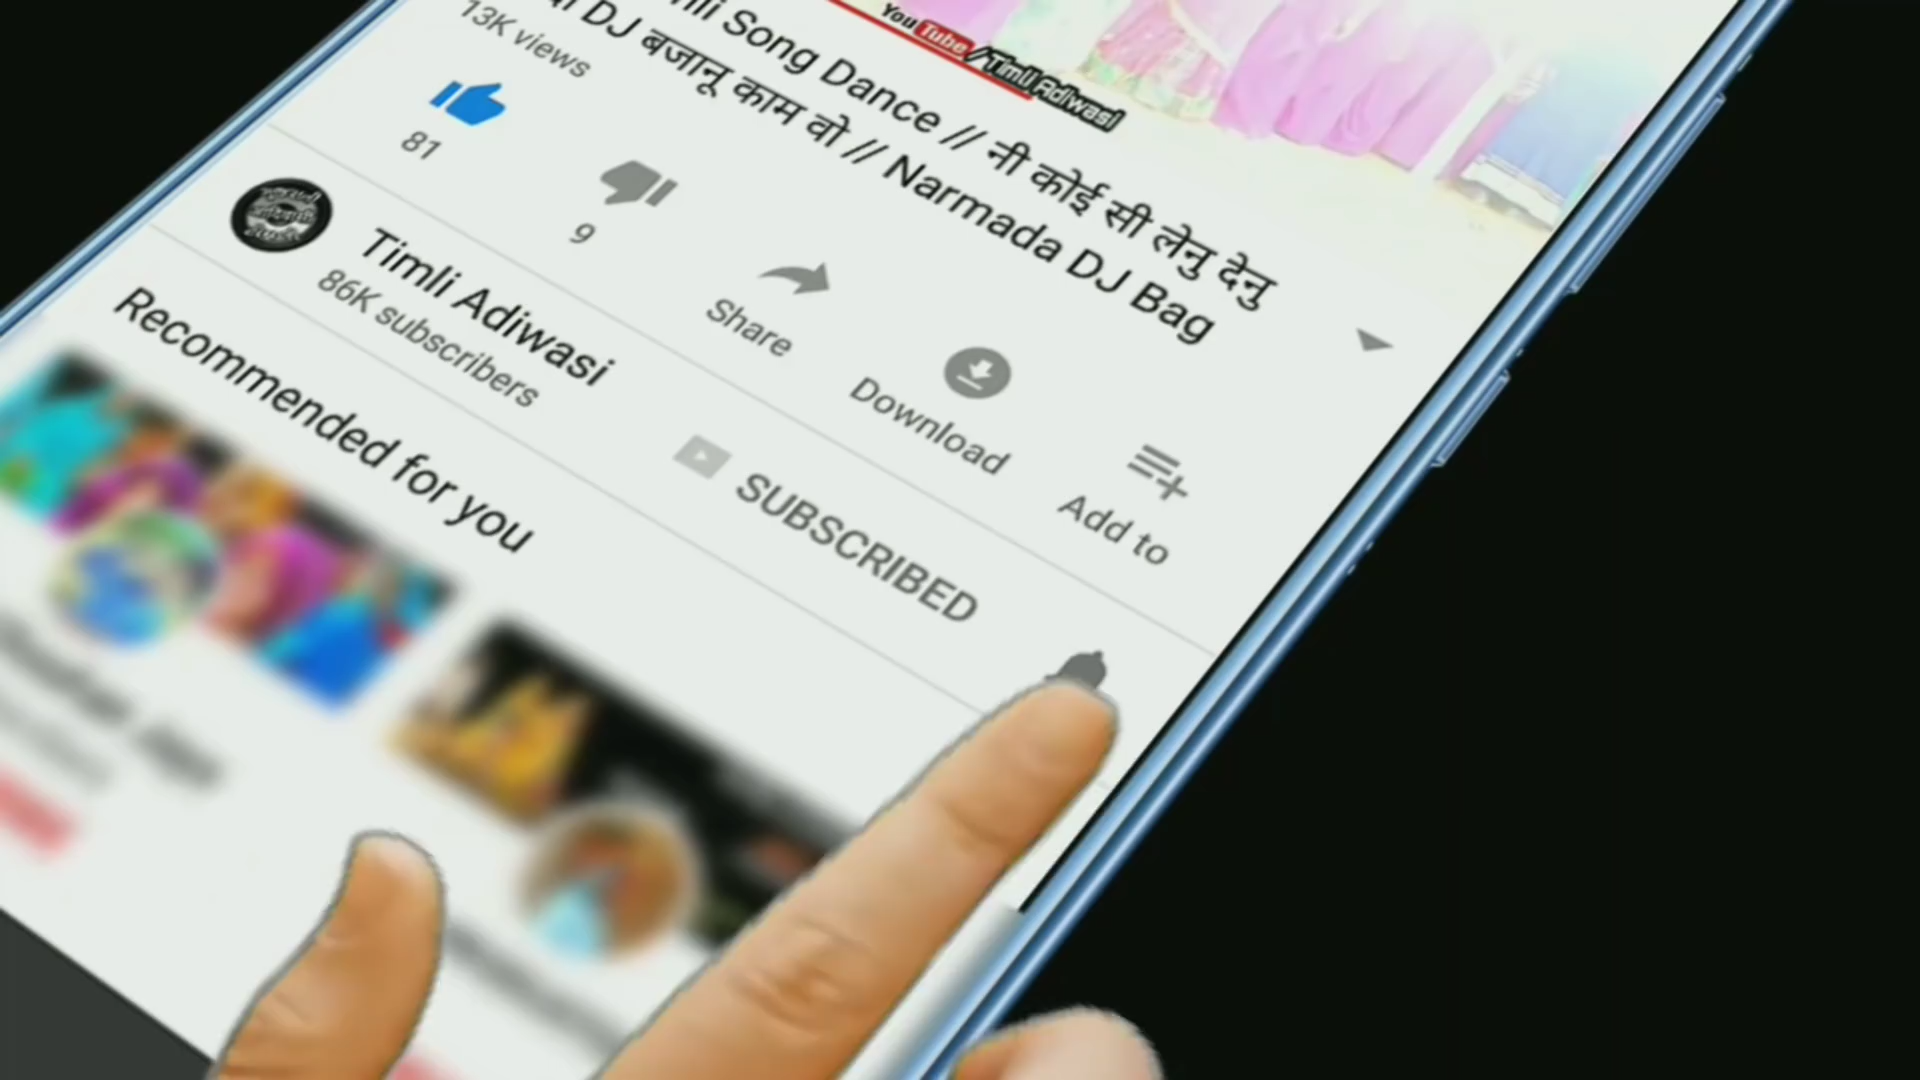 YouTube/Timli Adiwasi
Song Dance // नी कोई सी लेनु देनु
DJ बजानू काम वो // Narmada DJ Bag
13K views
81
9
Share
Download
Add to
Timli Adiwasi
86K subscribers
SUBSCRIBED
Recommended for you